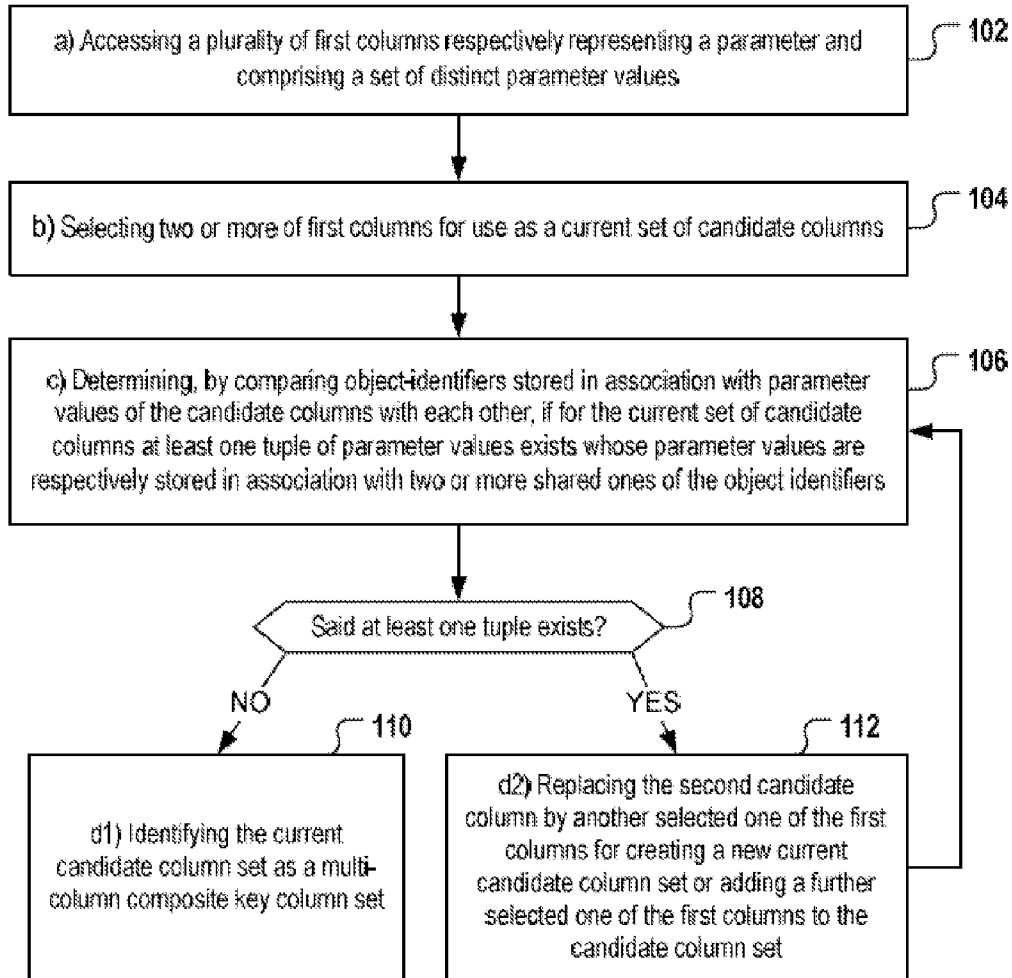 a) Accessing a plurality of first columns respectively representing a parameter and
comprising a set of distinct parameter values
102
b) Selecting two or more of first columns for use as a current set of candidate columns
104
c) Determining, by comparing object-identifiers stored in association with parameter
values of the candidate columns with each other, if for the current set of candidate
columns at least one tuple of parameter values exists whose parameter values are
respectively stored in association with two or more shared ones of the object identifiers
106
Said at least one tuple exists?
108
NO
YES
110
d1) Identifying the current
candidate column set as a multi-
column composite key column set
112
d2) Replacing the second candidate
column by another selected one of the first
columns for creating a new current
candidate column set or adding a further
selected one of the first columns to the
candidate column set